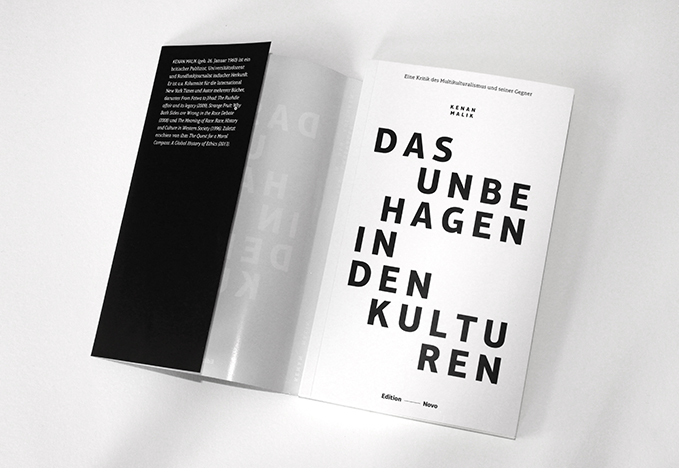 KENAN MALIK (geb. 26. Januar 1960) ist ein
britischer Publizist, Universitätsdozent
und Rundfunkjournalist indischer Herkunft.
Er ist u.a. Kolumnist für die International
New York Times und Autor mehrerer Bücher,
darunter From Fatwa to Jihad: The Rushdie
affair and its legacy (2009), Strange Fruit: Why
Both Sides are Wrong in the Race Debate
(2008) und The Meaning of Race: Race, History
and Culture in Western Society (1996). Zuletzt
erschien von ihm The Quest for a Moral
Compass: A Global History of Ethics
Eine Kritik des Multikulturalismus und seiner Gegner
KENAN
MALIK
DAS
UNBE
HAGEN
IN
DEN
KULTU
REN
Edition —— Novo